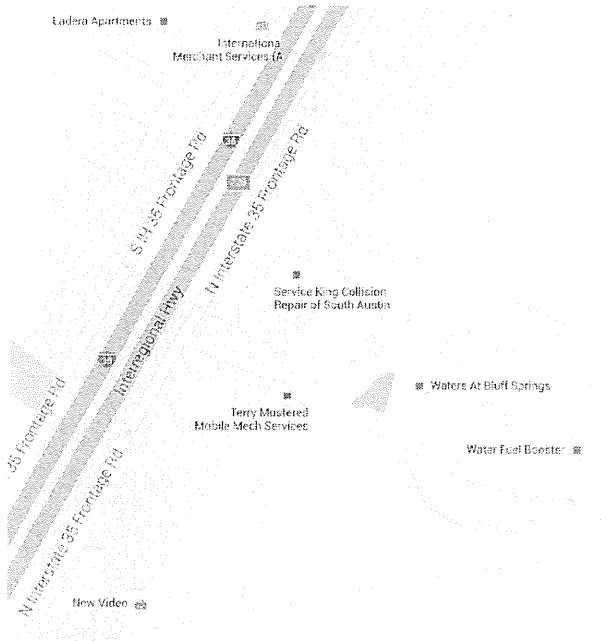 Ladera Apartments
Internationa
Merchant Services (A
35
S IH 35 Frontage Rd
N Interstate 35 Frontage Rd
Service King Collision
Repair of South Austin
Interregional Hwy
35
Waters At Bluff Springs
Terry Mustered
Mobile Mech Services
35 Frontage Rd
Water Fuel Booster
N Interstate 35 Frontage Rd
New Video